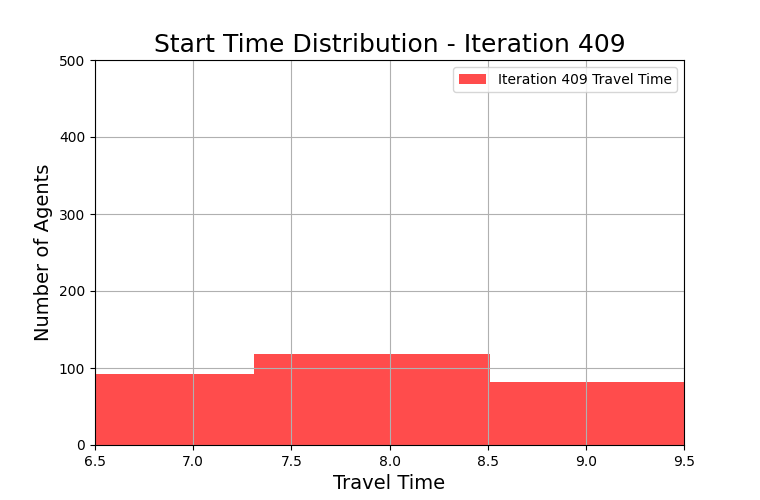 Start Time Distribution - Iteration 409
500
400
300
200
100
0
Number of Agents
Iteration 409 Travel Time
6.5 7.0 7.5 8.0 8.5 9.0 9.5
Travel Time